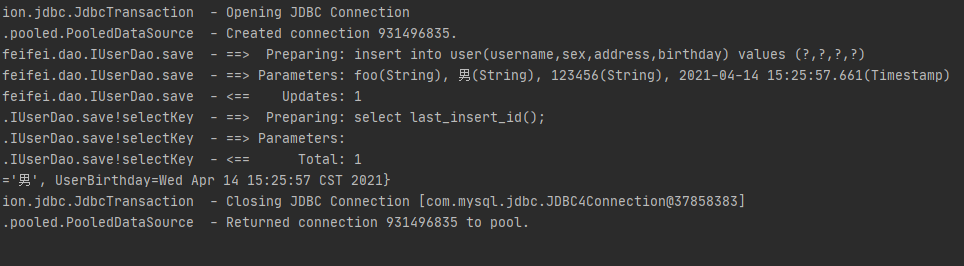 ion.jdbc.JdbcTransaction  - Opening JDBC Connection
.pooled.PooledDataSource  - Created connection 931496835.
feifei.dao.IUserDao.save  - ==>  Preparing: insert into user(username,sex,address,birthday) values (?,?,?,?)
feifei.dao.IUserDao.save  - ==> Parameters: foo(String), 男(String), 123456(String), 2021-04-14 15:25:57.661(Timestamp)
feifei.dao.IUserDao.save  - <==    Updates: 1
.IUserDao.save!selectKey  - ==>  Preparing: select last_insert_id();
.IUserDao.save!selectKey  - ==> Parameters:
.IUserDao.save!selectKey  - <==      Total: 1
='男', UserBirthday=Wed Apr 14 15:25:57 CST 2021}
ion.jdbc.JdbcTransaction  - Closing JDBC Connection [com.mysql.jdbc.JDBC4Connection@37858383]
.pooled.PooledDataSource  - Returned connection 931496835 to pool.